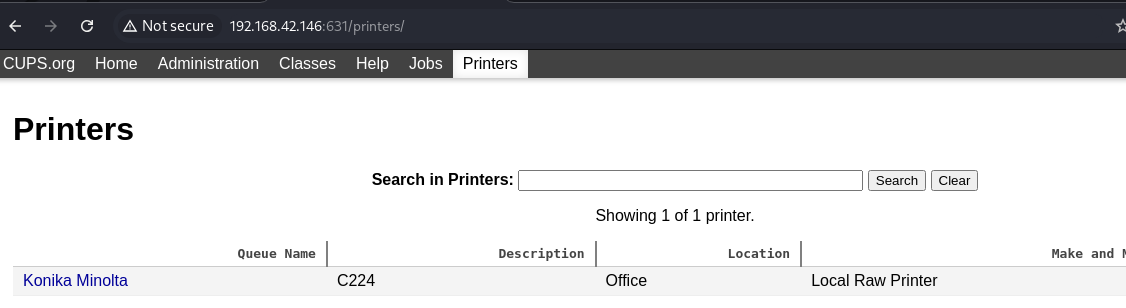 Not secure 192.168.42.146:631/printers/
CUPS.org Home Administration Classes Help Jobs Printers
Printers
Search in Printers: Search Clear
Showing 1 of 1 printer.
Queue Name Description Location Make and
Konika Minolta C224 Office Local Raw Printer